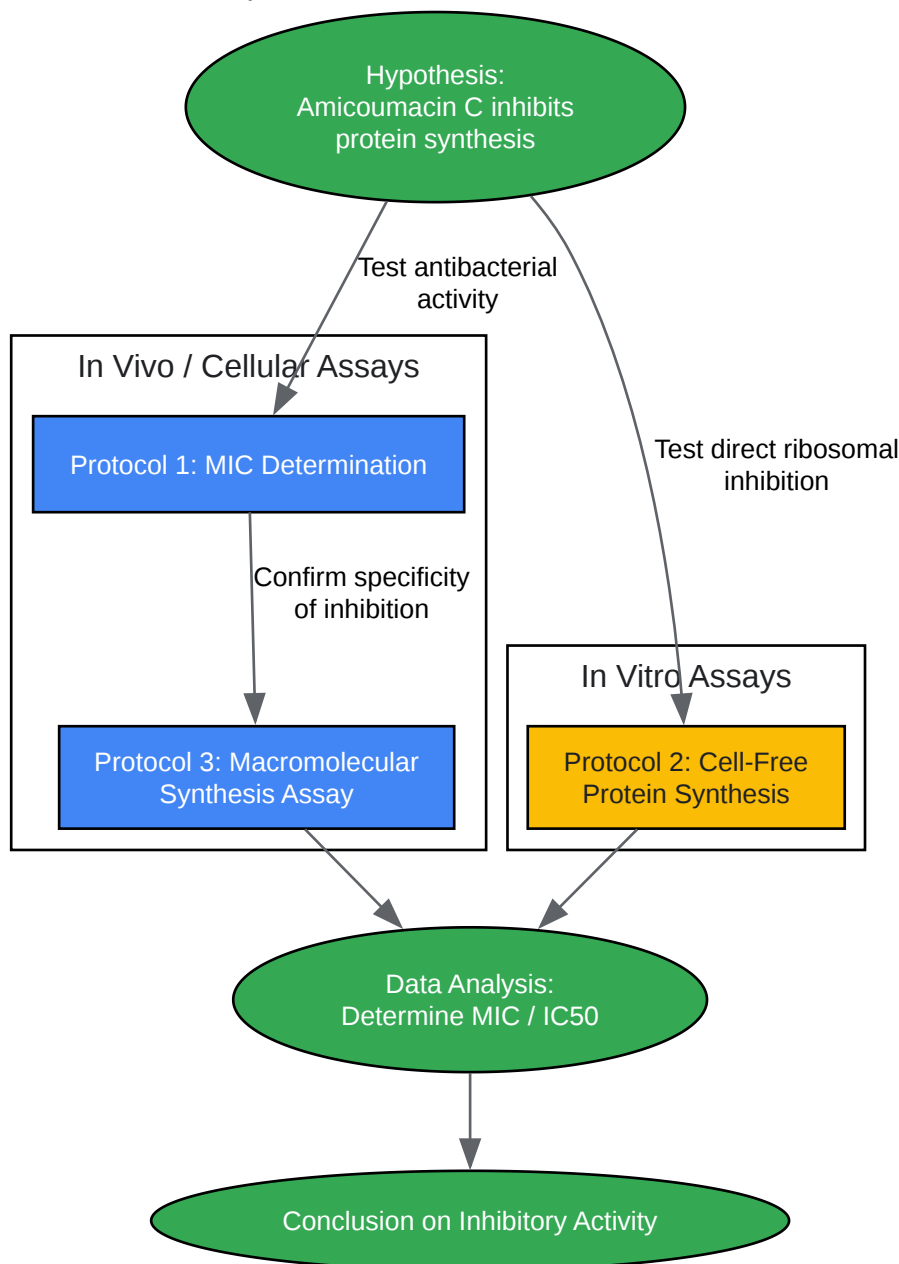 Hypothesis:
Amicoumacin C inhibits
protein synthesis
Test antibacterial
activity
In Vivo / Cellular Assays
Protocol 1: MIC Determination
Test direct ribosomal
inhibition
Confirm specificity
of inhibition
In Vitro Assays
Protocol 3: Macromolecular
Synthesis Assay
Protocol 2: Cell-Free
Protein Synthesis
Data Analysis:
Determine MIC / IC50
Conclusion on Inhibitory Activity